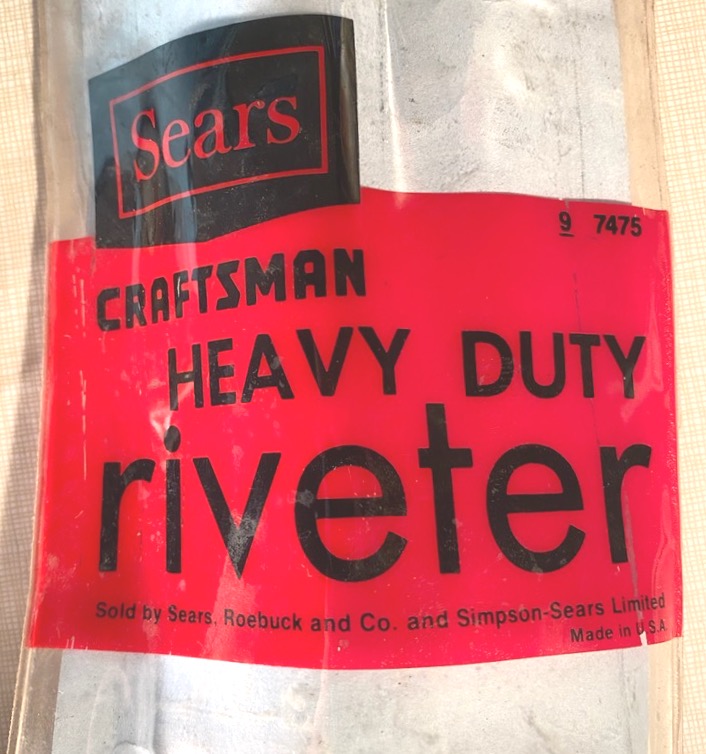 Sears
9 7475
CRAFTSMAN
HEAVY DUTY
riveter
Sold by Sears, Roebuck and Co. and Simpson-Sears Limited
Made in U.S.A.